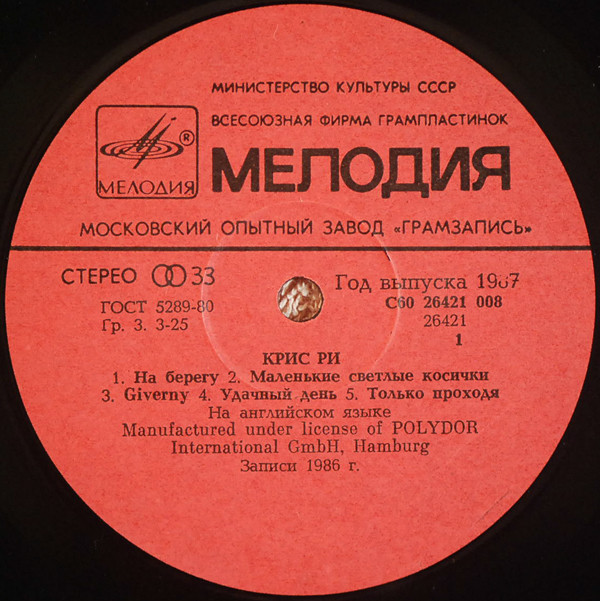 МИНИСТЕРСТВО КУЛЬТУРЫ СССР
ВСЕСОЮЗНАЯ ФИРМА ГРАМПЛАСТИНОК
®
МЕЛОДИЯ
МЕЛОДИЯ
МОСКОВСКИЙ ОПЫТНЫЙ ЗАВОД «ГРАМЗАПИСЬ»
СТЕРЕО 33
Год выпуска 1987
ГОСТ 5289-80
С60 26421 008
Гр. 3. 3-25
26421
1
КРИС РИ
1. На берегу 2. Маленькие светлые косички
3. Giverny 4. Удачный день 5. Только проходя
На английском языке
Manufactured under license of POLYDOR
International GmbH, Hamburg
Записи 1986 г.